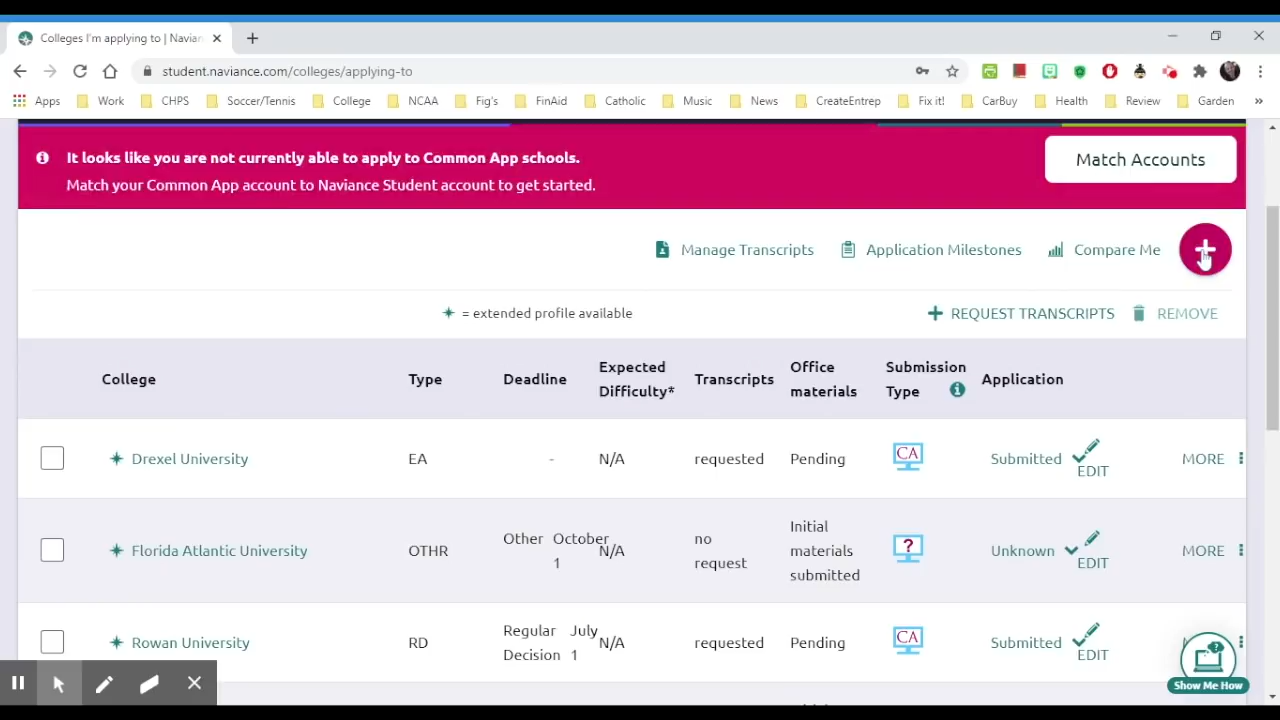 Colleges I'm applying to | Navian
student.naviance.com/colleges/applying-to
Apps Work CHPS Soccer/Tennis College NCAA Fig's FinAid Catholic Music News CreateEntrep Fix it! CarBuy Health Review Garden »
It looks like you are not currently able to apply to Common App schools.
Match your Common App account to Naviance Student account to get started.
Match Accounts
Manage Transcripts Application Milestones Compare Me
= extended profile available
REQUEST TRANSCRIPTS REMOVE
College Type Deadline Expected Difficulty* Transcripts Office materials Submission Type Application
Drexel University EA - N/A requested Pending CA Submitted EDIT MORE
Florida Atlantic University OTHR Other October 1 N/A no request Initial materials submitted ? Unknown EDIT MORE
Rowan University RD Regular Decision July 1 N/A requested Pending CA Submitted EDIT
Show Me How